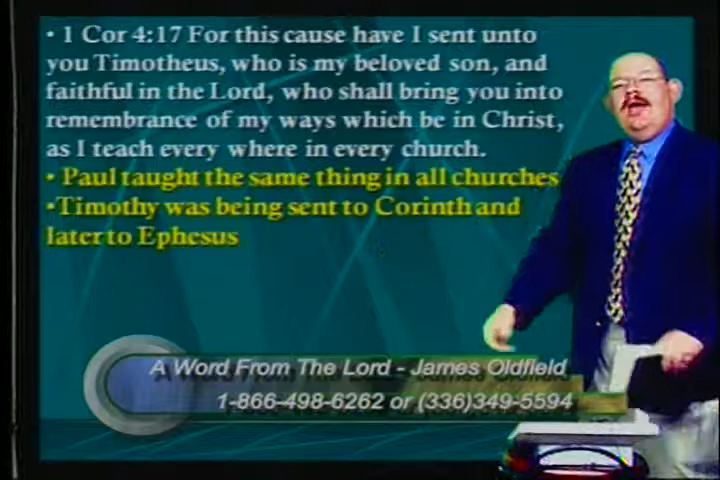 • 1 Cor 4:17 For this cause have I sent unto
you Timotheus, who is my beloved son, and
faithful in the Lord, who shall bring you into
remembrance of my ways which be in Christ,
as I teach every where in every church.
• Paul taught the same thing in all churches
•Timothy was being sent to Corinth and
later to Ephesus
A Word From The Lord - James Oldfield
1-866-498-6262 or (336)349-5594